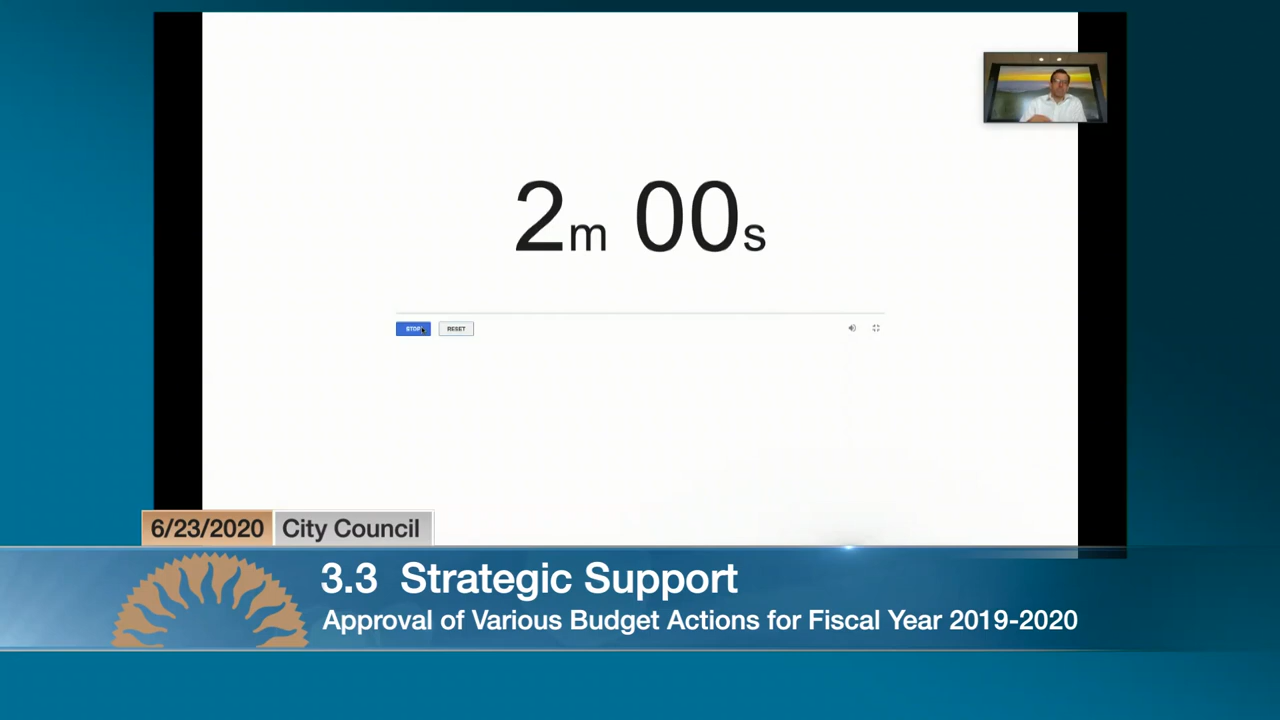 2m 00s
STOP
RESET
6/23/2020
City Council
3.3 Strategic Support
Approval of Various Budget Actions for Fiscal Year 2019-2020